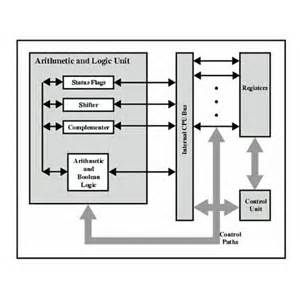 Arithmetic and Logic Unit
Status Flags
Shifter
Complementer
Arithmetic
and
Boolean
Logic
Internal CPU Bus
Registers
Control
Unit
Control
Paths